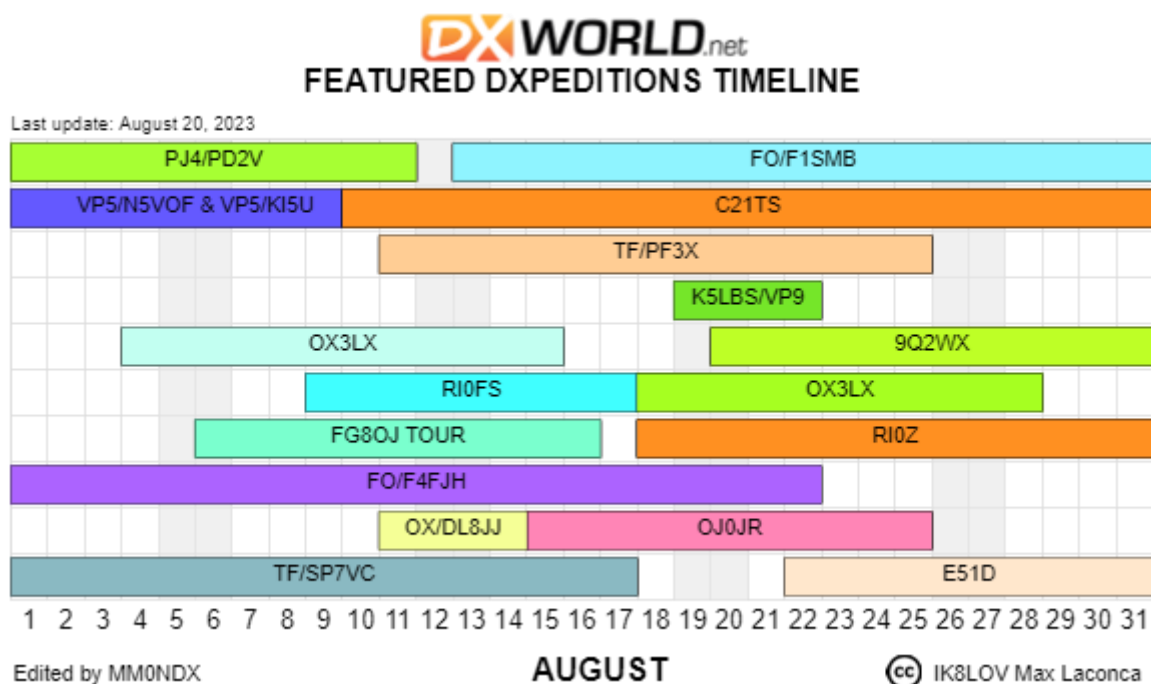 DX WORLD.net
FEATURED DXPEDITIONS TIMELINE
Last update: August 20, 2023
PJ4/PD2V FO/F1SMB
VP5/N5VOF & VP5/KI5U C21TS
TF/PF3X
K5LBS/VP9
OX3LX 9Q2WX
RI0FS OX3LX
FG8OJ TOUR RI0Z
FO/F4FJH
OX/DL8JJ OJ0JR
TF/SP7VC E51D
1 2 3 4 5 6 7 8 9 10 11 12 13 14 15 16 17 18 19 20 21 22 23 24 25 26 27 28 29 30 31
Edited by MM0NDX AUGUST cc IK8LOV Max Laconca